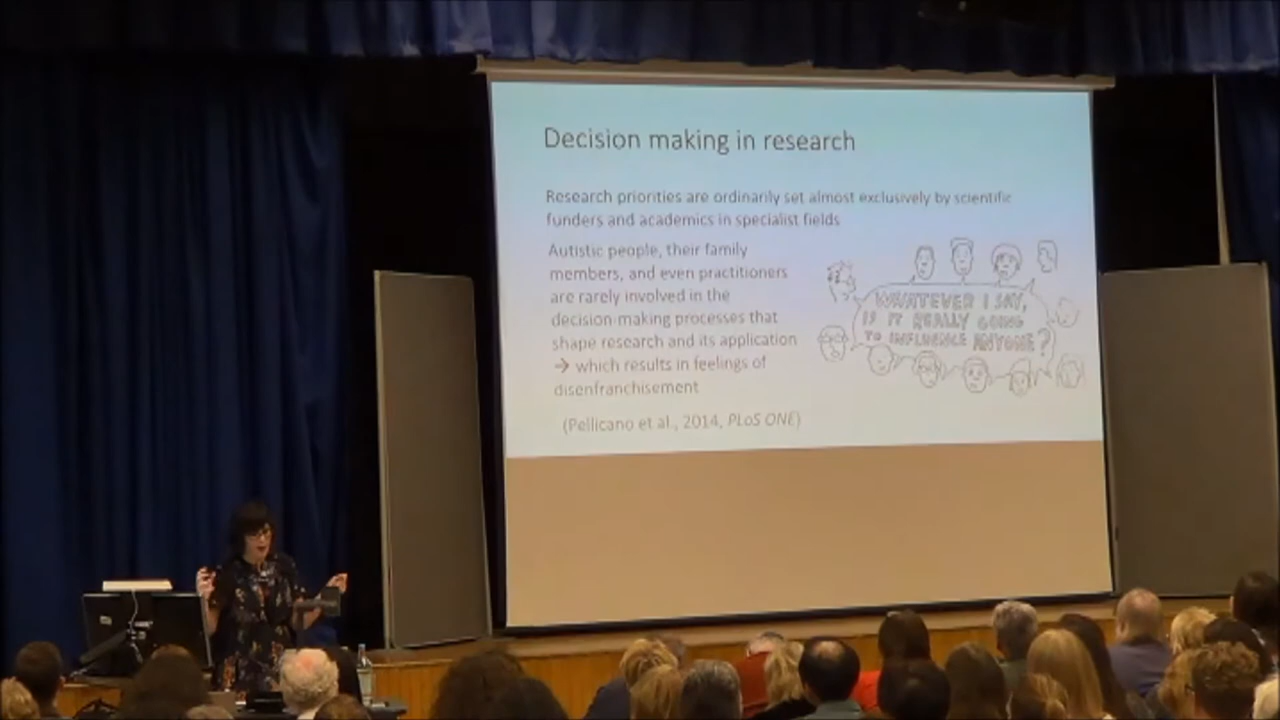 Decision making in research
Research priorities are ordinarily set almost exclusively by scientific
funders and academics in specialist fields
Autistic people, their family
members, and even practitioners
are rarely involved in the
decision-making processes that
shape research and its application
→ which results in feelings of
disenfranchisement
(Pellicano et al., 2014, PLoS ONE)
WHATEVER I SAY,
IS IT REALLY GOING
TO INFLUENCE ANYONE?